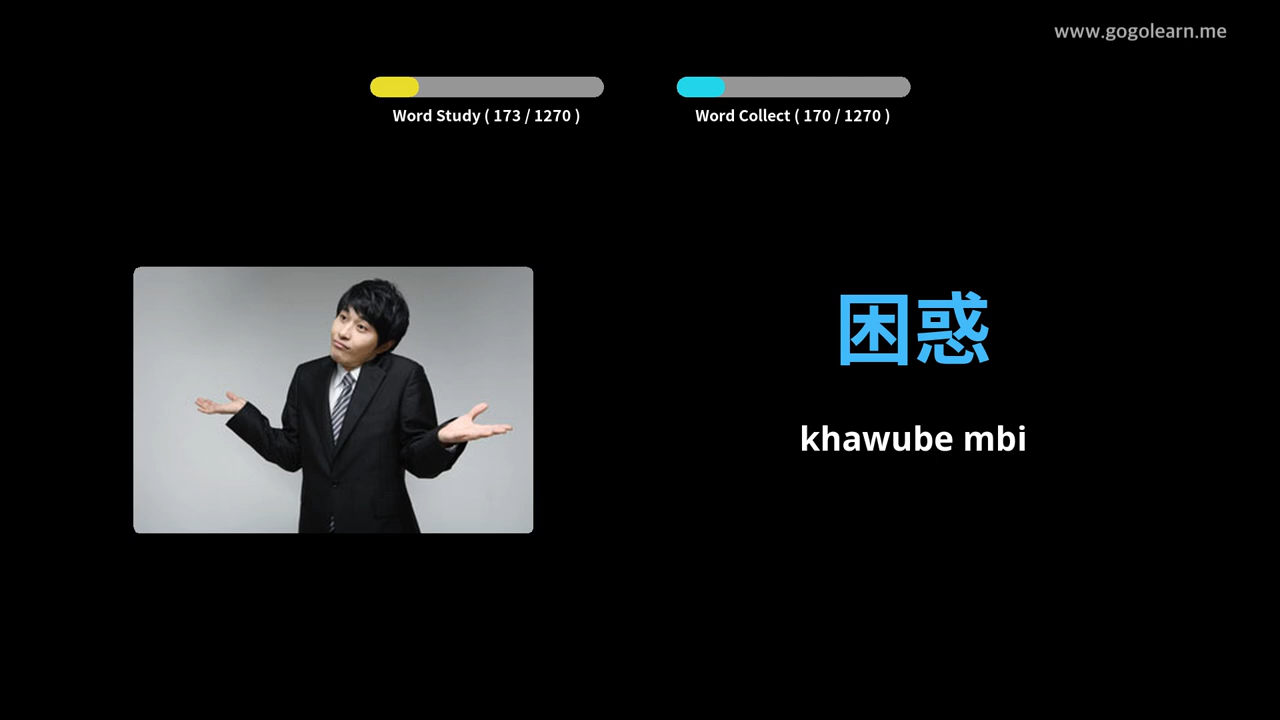 www.gogolearn.me
Word Study ( 173 / 1270 )
Word Collect ( 170 / 1270 )
困惑
khawube mbi